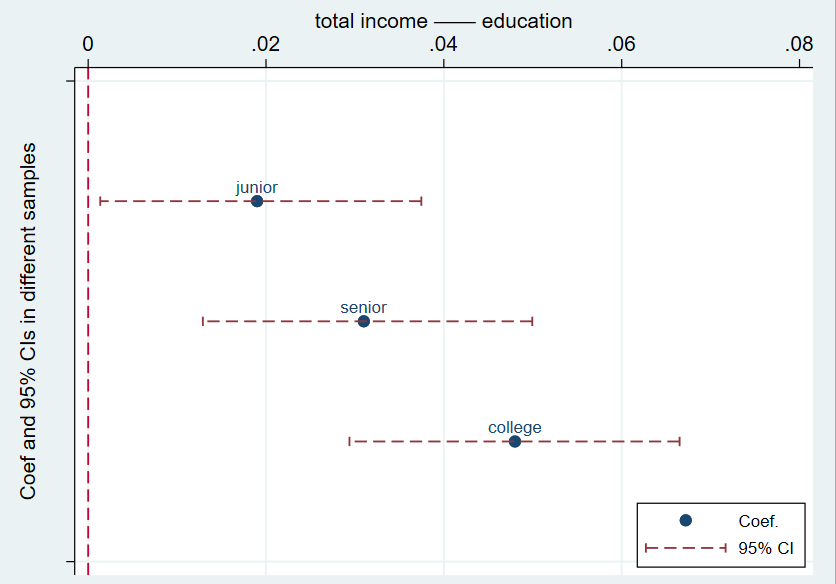 total income —— education
0 .02 .04 .06 .08
Coef and 95% CIs in different samples
junior
senior
college
Coef.
95% CI